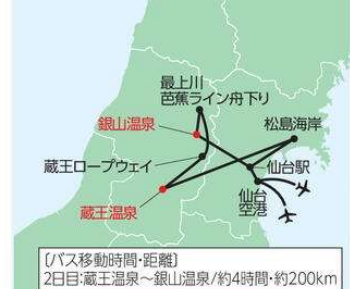 最上川
芭蕉ライン舟下り
銀山温泉
松島海岸
蔵王ロープウェイ
仙台駅
蔵王温泉
仙台
空港
〔バス移動時間・距離〕
2日目:蔵王温泉～銀山温泉/約4時間・約200km